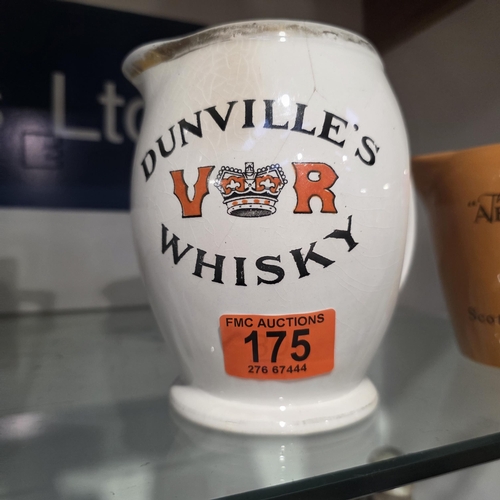 DUNVILLE'S
V R
WHISKY
FMC AUCTIONS
175
276 67444
Ltd